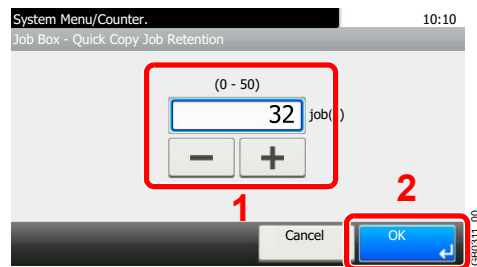 System Menu/Counter. 10:10
Job Box - Quick Copy Job Retention
(0 - 50)
32 job( )
1
2
Cancel
OK
GB0311_00